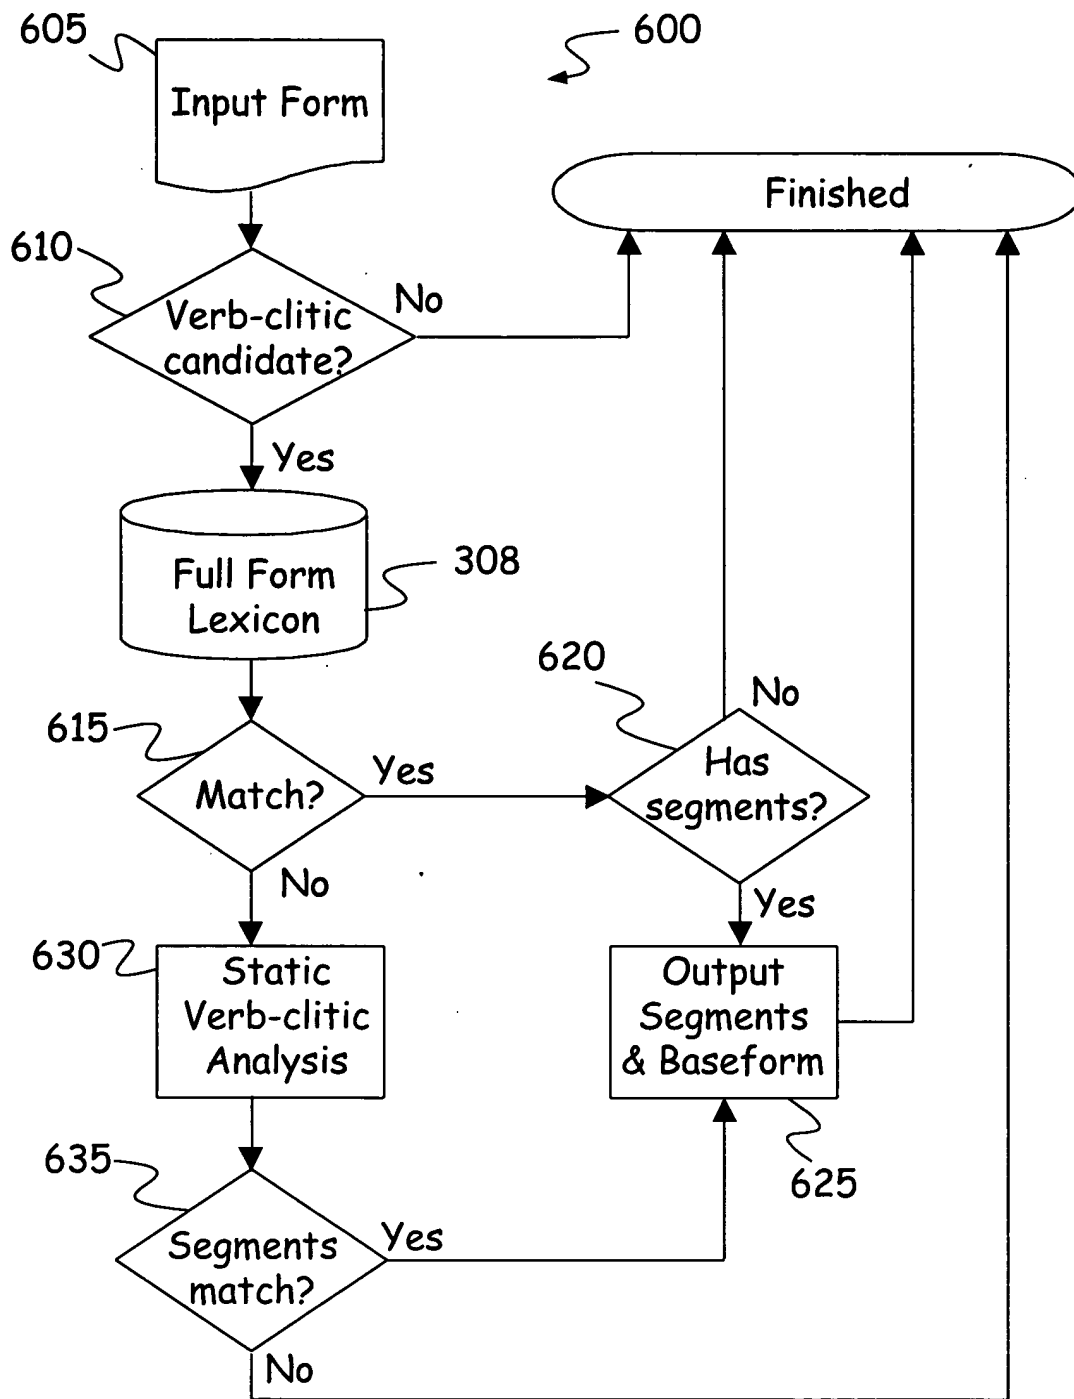 605
600
Input Form
Finished
610
No
Verb-clitic
candidate?
Yes
308
Full Form
Lexicon
620
No
615
Yes
Has
segments?
Match?
No
Yes
630
Static
Verb-clitic
Analysis
Output
Segments
& Baseform
635
625
Yes
Segments
match?
No